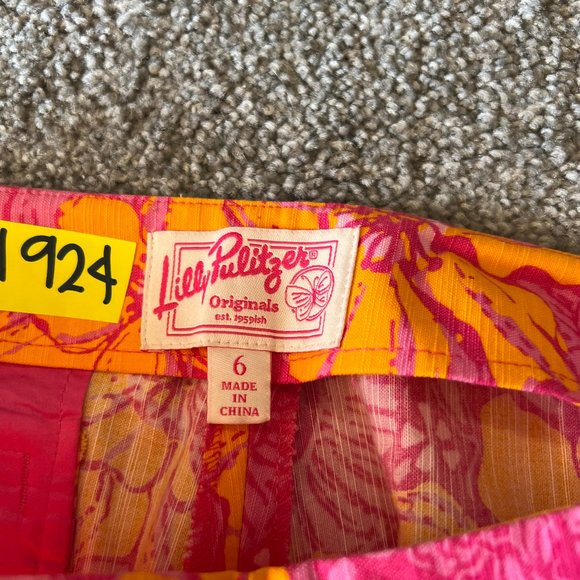 1924
Lilly Pulitzer®
Originals
est. 1959ish
6
MADE
IN
CHINA